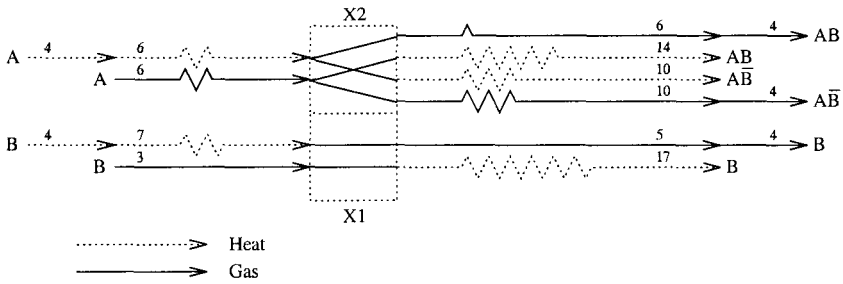 X2
6 4 AB
A 4 6 14 AB
A 6 10 AB̅
10 4 AB̅
B 4 7 5 4 B
B 3 17 B
X1
Heat
Gas